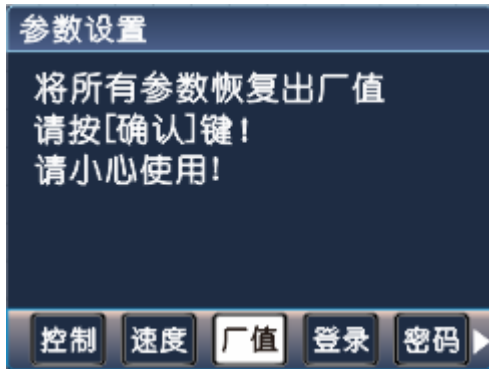 参数设置
将所有参数恢复出厂值
请按[确认]键!
请小心使用!
控制 速度 厂值 登录 密码